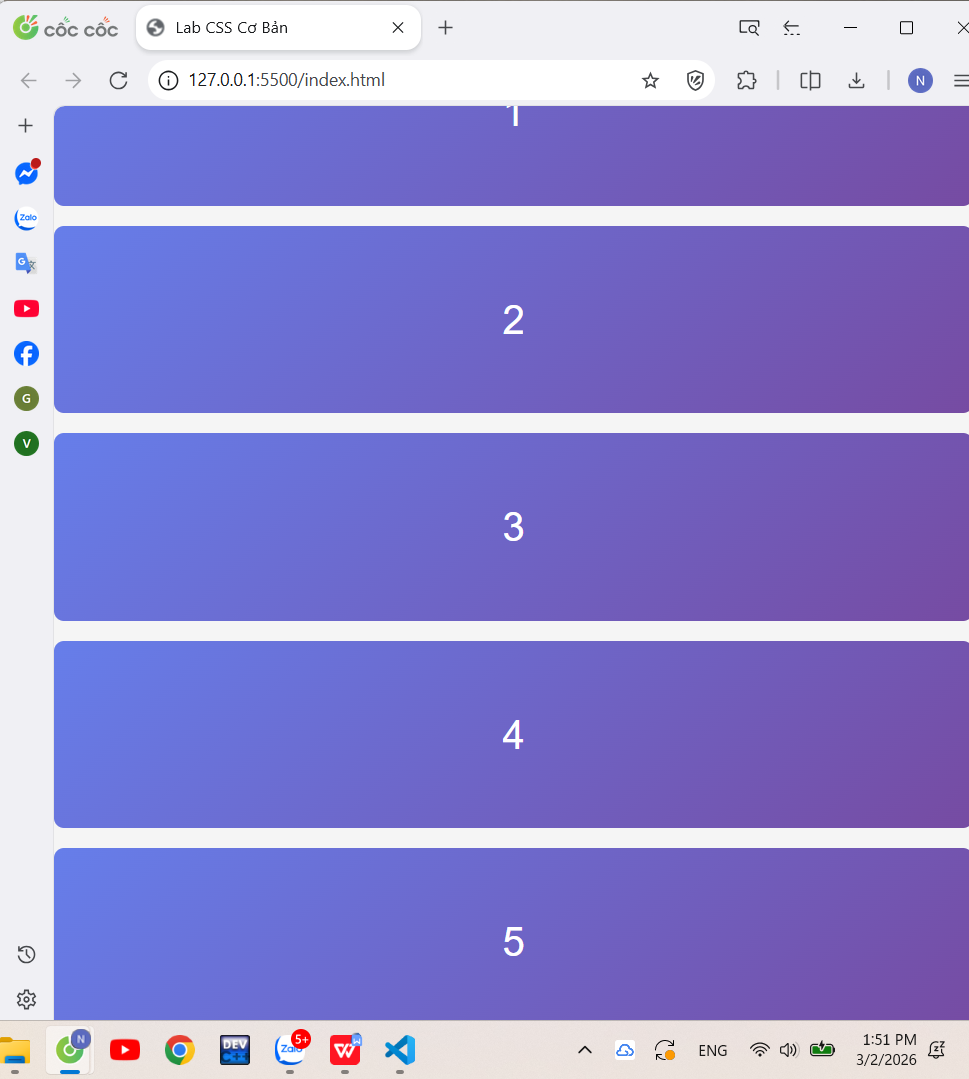 cốc cốc
Lab CSS Cơ Bản
127.0.0.1:5500/index.html
N
1
Zalo
G
2
G
V
3
4
5
N
DEV
C++
Zalo
5+
W
ENG
1:51 PM
3/2/2026